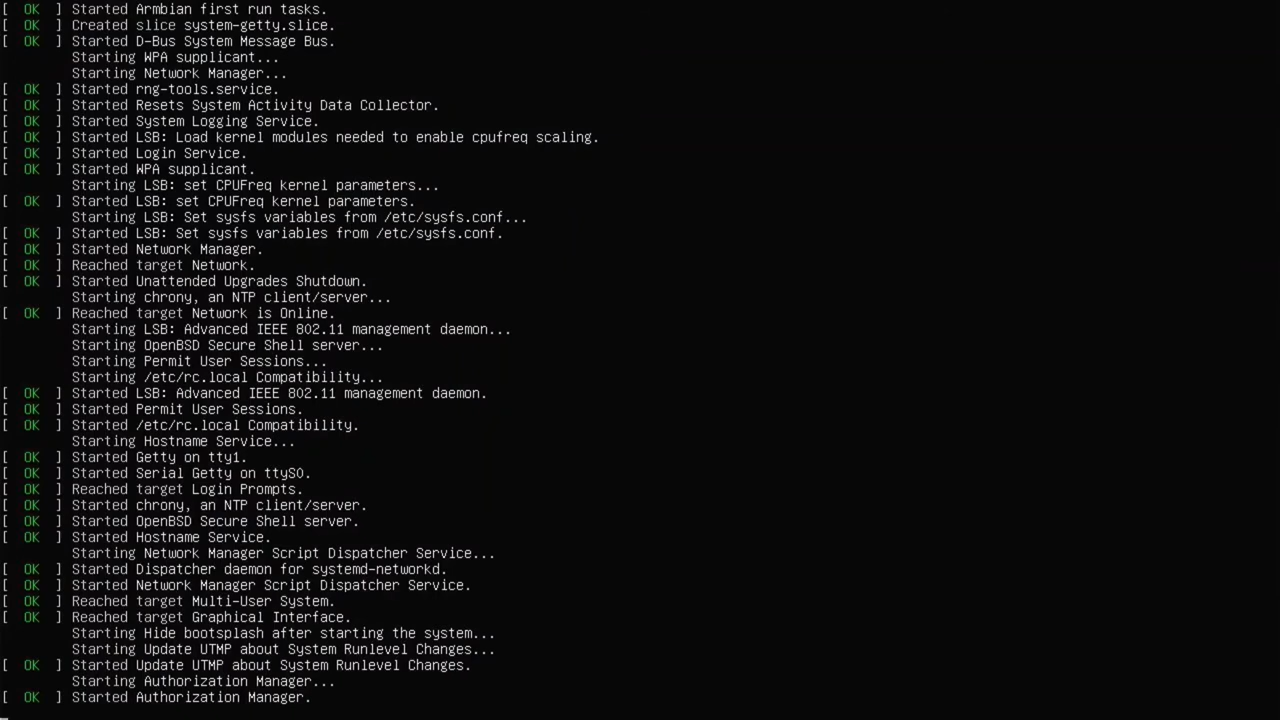 [  OK  ] Started Armbian first run tasks.
[  OK  ] Created slice system-getty.slice.
[  OK  ] Started D-Bus System Message Bus.
Starting WPA supplicant...
Starting Network Manager...
[  OK  ] Started rng-tools.service.
[  OK  ] Started Resets System Activity Data Collector.
[  OK  ] Started System Logging Service.
[  OK  ] Started LSB: Load kernel modules needed to enable cpufreq scaling.
[  OK  ] Started Login Service.
[  OK  ] Started WPA supplicant.
Starting LSB: set CPUFreq kernel parameters...
[  OK  ] Started LSB: set CPUFreq kernel parameters.
Starting LSB: Set sysfs variables from /etc/sysfs.conf...
[  OK  ] Started LSB: Set sysfs variables from /etc/sysfs.conf.
[  OK  ] Started Network Manager.
[  OK  ] Reached target Network.
[  OK  ] Started Unattended Upgrades Shutdown.
Starting chrony, an NTP client/server...
[  OK  ] Reached target Network is Online.
Starting LSB: Advanced IEEE 802.11 management daemon...
Starting OpenBSD Secure Shell server...
Starting Permit User Sessions...
Starting /etc/rc.local Compatibility...
[  OK  ] Started LSB: Advanced IEEE 802.11 management daemon.
[  OK  ] Started Permit User Sessions.
[  OK  ] Started /etc/rc.local Compatibility.
Starting Hostname Service...
[  OK  ] Started Getty on tty1.
[  OK  ] Started Serial Getty on ttyS0.
[  OK  ] Reached target Login Prompts.
[  OK  ] Started chrony, an NTP client/server.
[  OK  ] Started OpenBSD Secure Shell server.
[  OK  ] Started Hostname Service.
Starting Network Manager Script Dispatcher Service...
[  OK  ] Started Dispatcher daemon for systemd-networkd.
[  OK  ] Started Network Manager Script Dispatcher Service.
[  OK  ] Reached target Multi-User System.
[  OK  ] Reached target Graphical Interface.
Starting Hide bootsplash after starting the system...
Starting Update UTMP about System Runlevel Changes...
[  OK  ] Started Update UTMP about System Runlevel Changes.
Starting Authorization Manager...
[  OK  ] Started Authorization Manager.